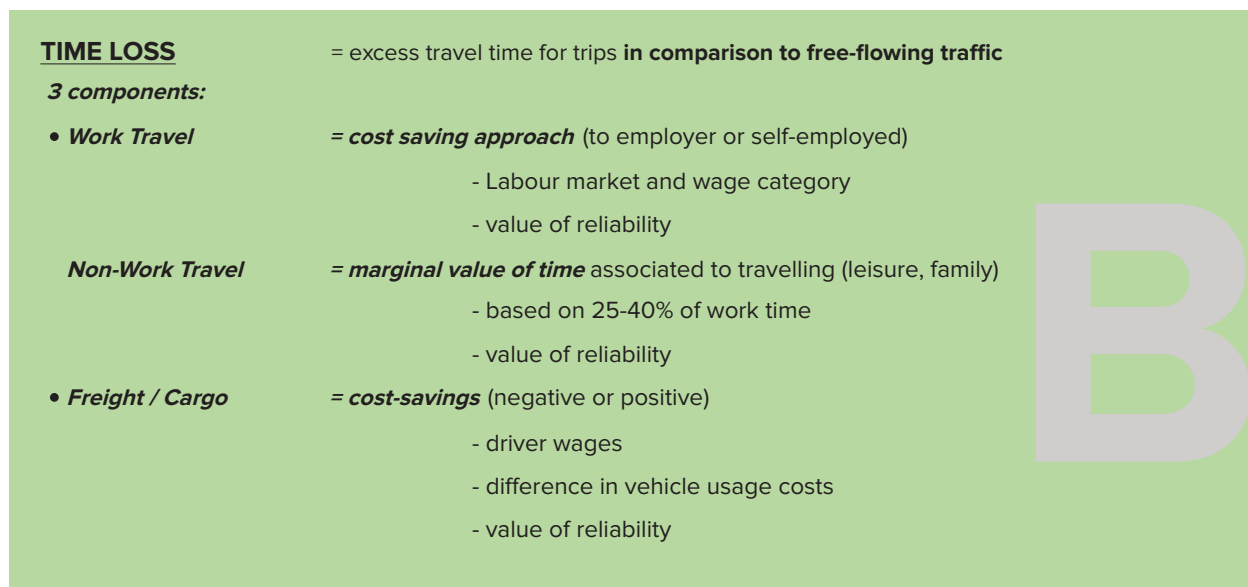 TIME LOSS = excess travel time for trips in comparison to free-flowing traffic
3 components:
• Work Travel = cost saving approach (to employer or self-employed)
- Labour market and wage category
- value of reliability
Non-Work Travel = marginal value of time associated to travelling (leisure, family)
- based on 25-40% of work time
- value of reliability
• Freight / Cargo = cost-savings (negative or positive)
- driver wages
- difference in vehicle usage costs
- value of reliability
B